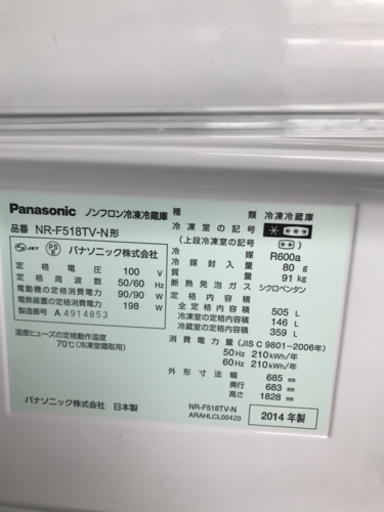 Panasonic ノンフロン冷凍冷蔵庫
品番 NR-F518TV-N形
JET PS E パナソニック株式会社
定格電圧 100 V
定格周波数 50/60 Hz
電動機の定格消費電力 90/90 W
電熱装置の定格消費電力 198 W
製造番号 A 4914853
温度ヒューズの定格動作温度
70℃(冷凍室霜取用)
パナソニック株式会社 日本製
種類 冷凍冷蔵庫
冷凍室の記号
(上段冷凍室の記号)
冷媒 R600a
冷媒封入量 80 g
質量 91 kg
断熱発泡ガス シクロペンタン
定格内容積
全定格内容積 505 L
冷凍室の定格内容積 146 L
冷蔵室の定格内容積 359 L
消費電力量 (JIS C 9801-2006年)
50Hz 210kWh/年
60Hz 210kWh/年
外形寸法 幅 685 mm
奥行 683 mm
高さ 1828 mm
NR-F518TV-N
ARAHLCL00420
2014年製